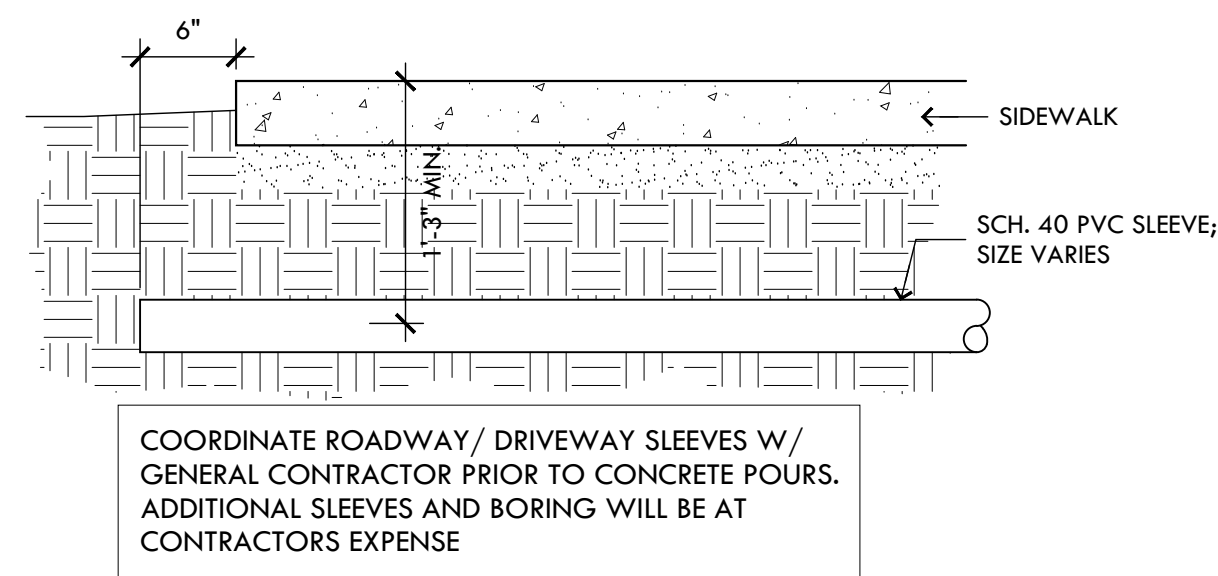 6"
SIDEWALK
1'-3" MIN.
SCH. 40 PVC SLEEVE;
SIZE VARIES
COORDINATE ROADWAY/ DRIVEWAY SLEEVES W/
GENERAL CONTRACTOR PRIOR TO CONCRETE POURS.
ADDITIONAL SLEEVES AND BORING WILL BE AT
CONTRACTORS EXPENSE